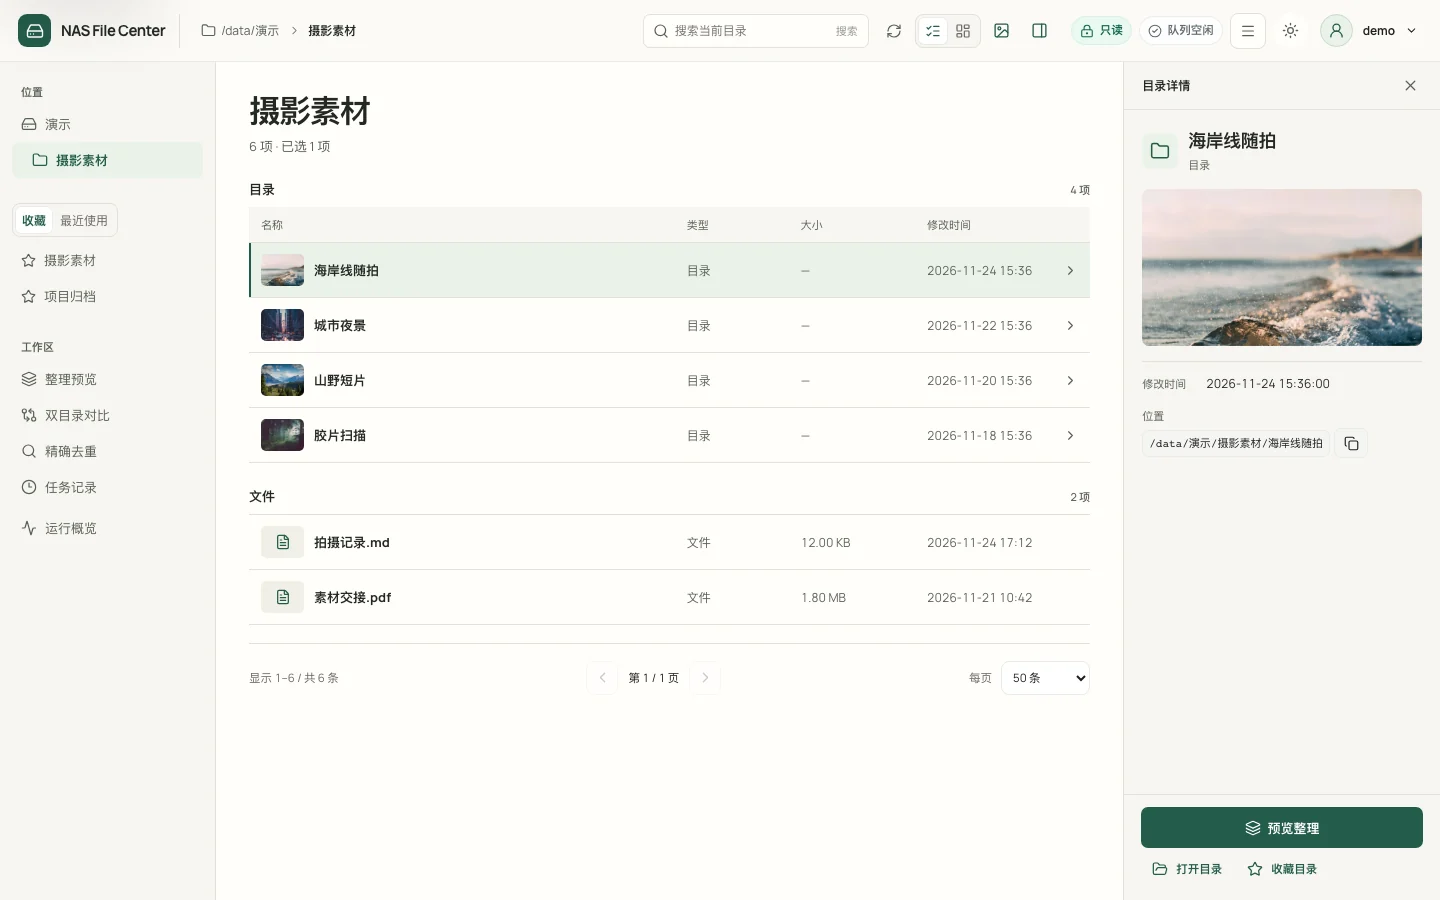 NAS File Center
/data/演示 > 摄影素材
搜索当前目录 搜索
只读
队列空闲
demo
位置
演示
摄影素材
收藏 最近使用
摄影素材
项目归档
工作区
整理预览
双目录对比
精确去重
任务记录
运行概览
摄影素材
6 项 · 已选 1 项
目录 4 项
名称 类型 大小 修改时间
海岸线随拍 目录 — 2026-11-24 15:36
城市夜景 目录 — 2026-11-22 15:36
山野短片 目录 — 2026-11-20 15:36
胶片扫描 目录 — 2026-11-18 15:36
文件 2 项
拍摄记录.md 文件 12.00 KB 2026-11-24 17:12
素材交接.pdf 文件 1.80 MB 2026-11-21 10:42
显示 1–6 / 共 6 条
第 1 / 1 页
每页 50 条
目录详情
海岸线随拍
目录
修改时间 2026-11-24 15:36:00
位置
/data/演示/摄影素材/海岸线随拍
预览整理
打开目录 收藏目录